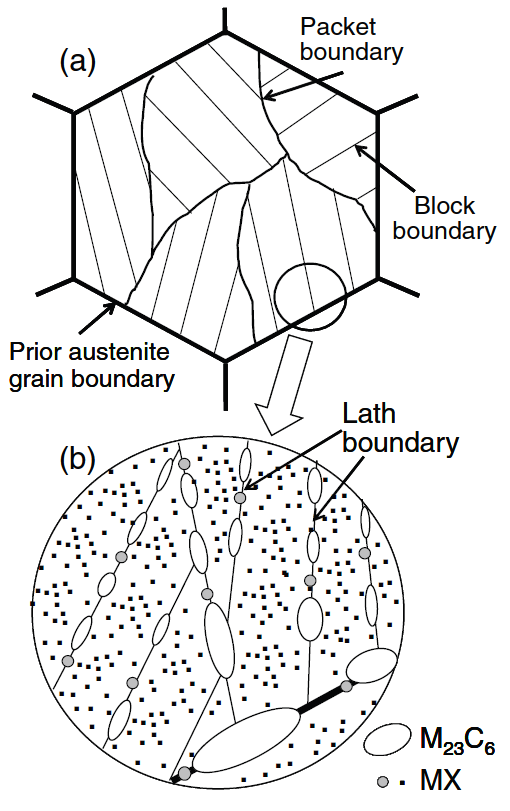 (a)
Packet
boundary
Block
boundary
Prior austenite
grain boundary
(b)
Lath
boundary
M₂₃C₆
MX